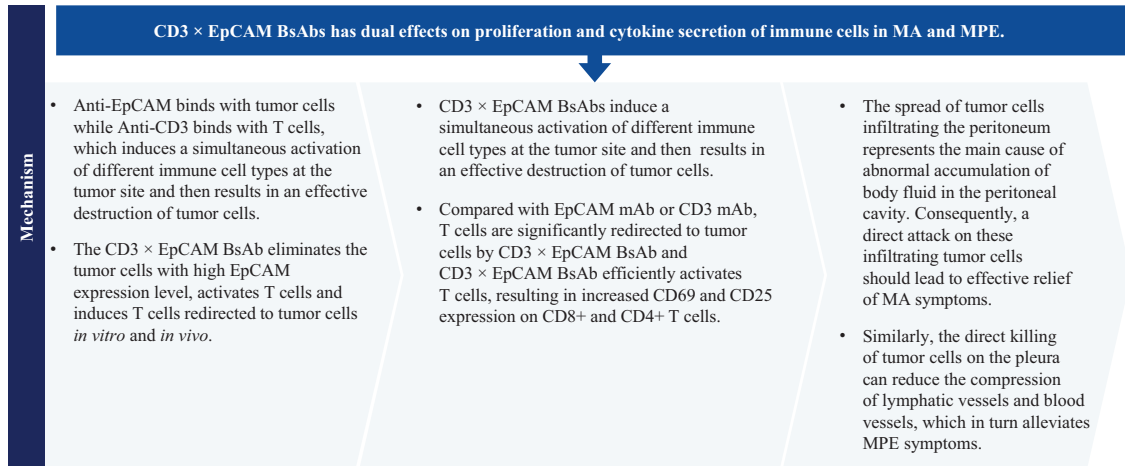 CD3 × EpCAM BsAbs has dual effects on proliferation and cytokine secretion of immune cells in MA and MPE.
Mechanism
• Anti-EpCAM binds with tumor cells
while Anti-CD3 binds with T cells,
which induces a simultaneous activation
of different immune cell types at the
tumor site and then results in an effective
destruction of tumor cells.
• The CD3 × EpCAM BsAb eliminates the
tumor cells with high EpCAM
expression level, activates T cells and
induces T cells redirected to tumor cells
in vitro and in vivo.
• CD3 × EpCAM BsAbs induce a
simultaneous activation of different immune
cell types at the tumor site and then results in
an effective destruction of tumor cells.
• Compared with EpCAM mAb or CD3 mAb,
T cells are significantly redirected to tumor
cells by CD3 × EpCAM BsAb and
CD3 × EpCAM BsAb efficiently activates
T cells, resulting in increased CD69 and CD25
expression on CD8+ and CD4+ T cells.
• The spread of tumor cells
infiltrating the peritoneum
represents the main cause of
abnormal accumulation of
body fluid in the peritoneal
cavity. Consequently, a
direct attack on these
infiltrating tumor cells
should lead to effective relief
of MA symptoms.
• Similarly, the direct killing
of tumor cells on the pleura
can reduce the compression
of lymphatic vessels and blood
vessels, which in turn alleviates
MPE symptoms.